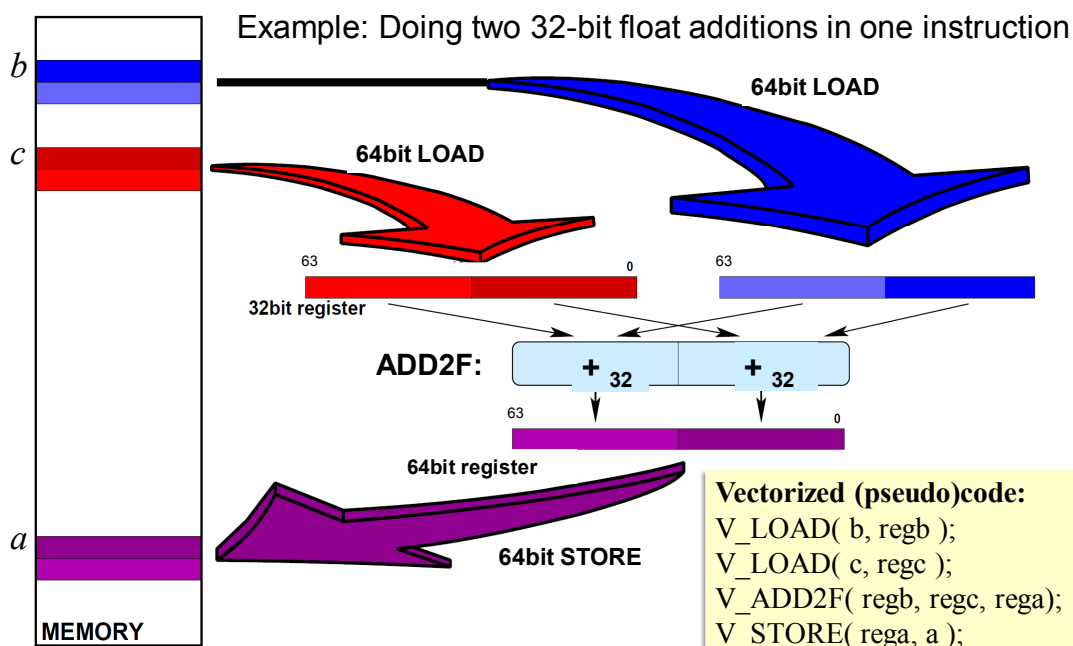 Example: Doing two 32-bit float additions in one instruction
b
64bit LOAD
c
64bit LOAD
63
0
63
32bit register
ADD2F:
+ 32
+ 32
63
0
64bit register
a
64bit STORE
MEMORY
Vectorized (pseudo)code:
V_LOAD( b, regb );
V_LOAD( c, regc );
V_ADD2F( regb, regc, rega);
V_STORE( rega, a );